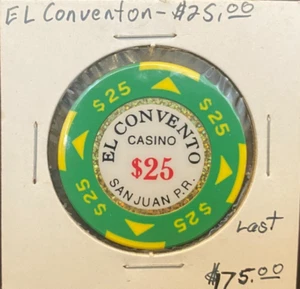 EL Conventon-$25.00
$25
$25
EL CONVENTO
CASINO
$25
SAN JUAN P.R.
$25
$25
Last
$75.00